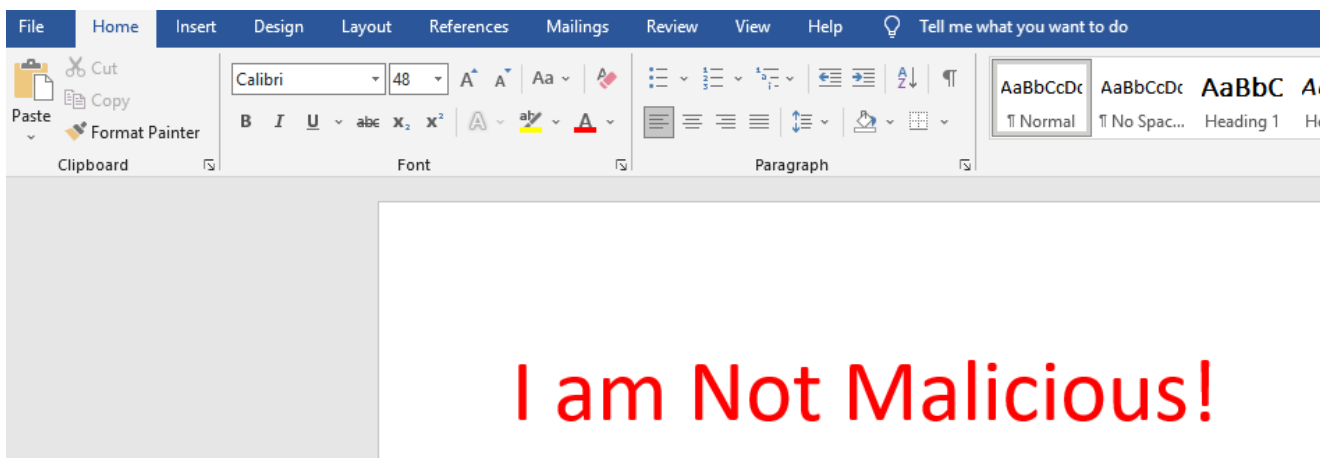 File Home Insert Design Layout References Mailings Review View Help Tell me what you want to do
Cut
Copy
Paste
Format Painter
Clipboard
Calibri 48 Aa
B I U abc X₂ X² A aby A
Font
Paragraph
AaBbCcDc AaBbCcDc AaBbC
¶ Normal ¶ No Spac... Heading 1
I am Not Malicious!